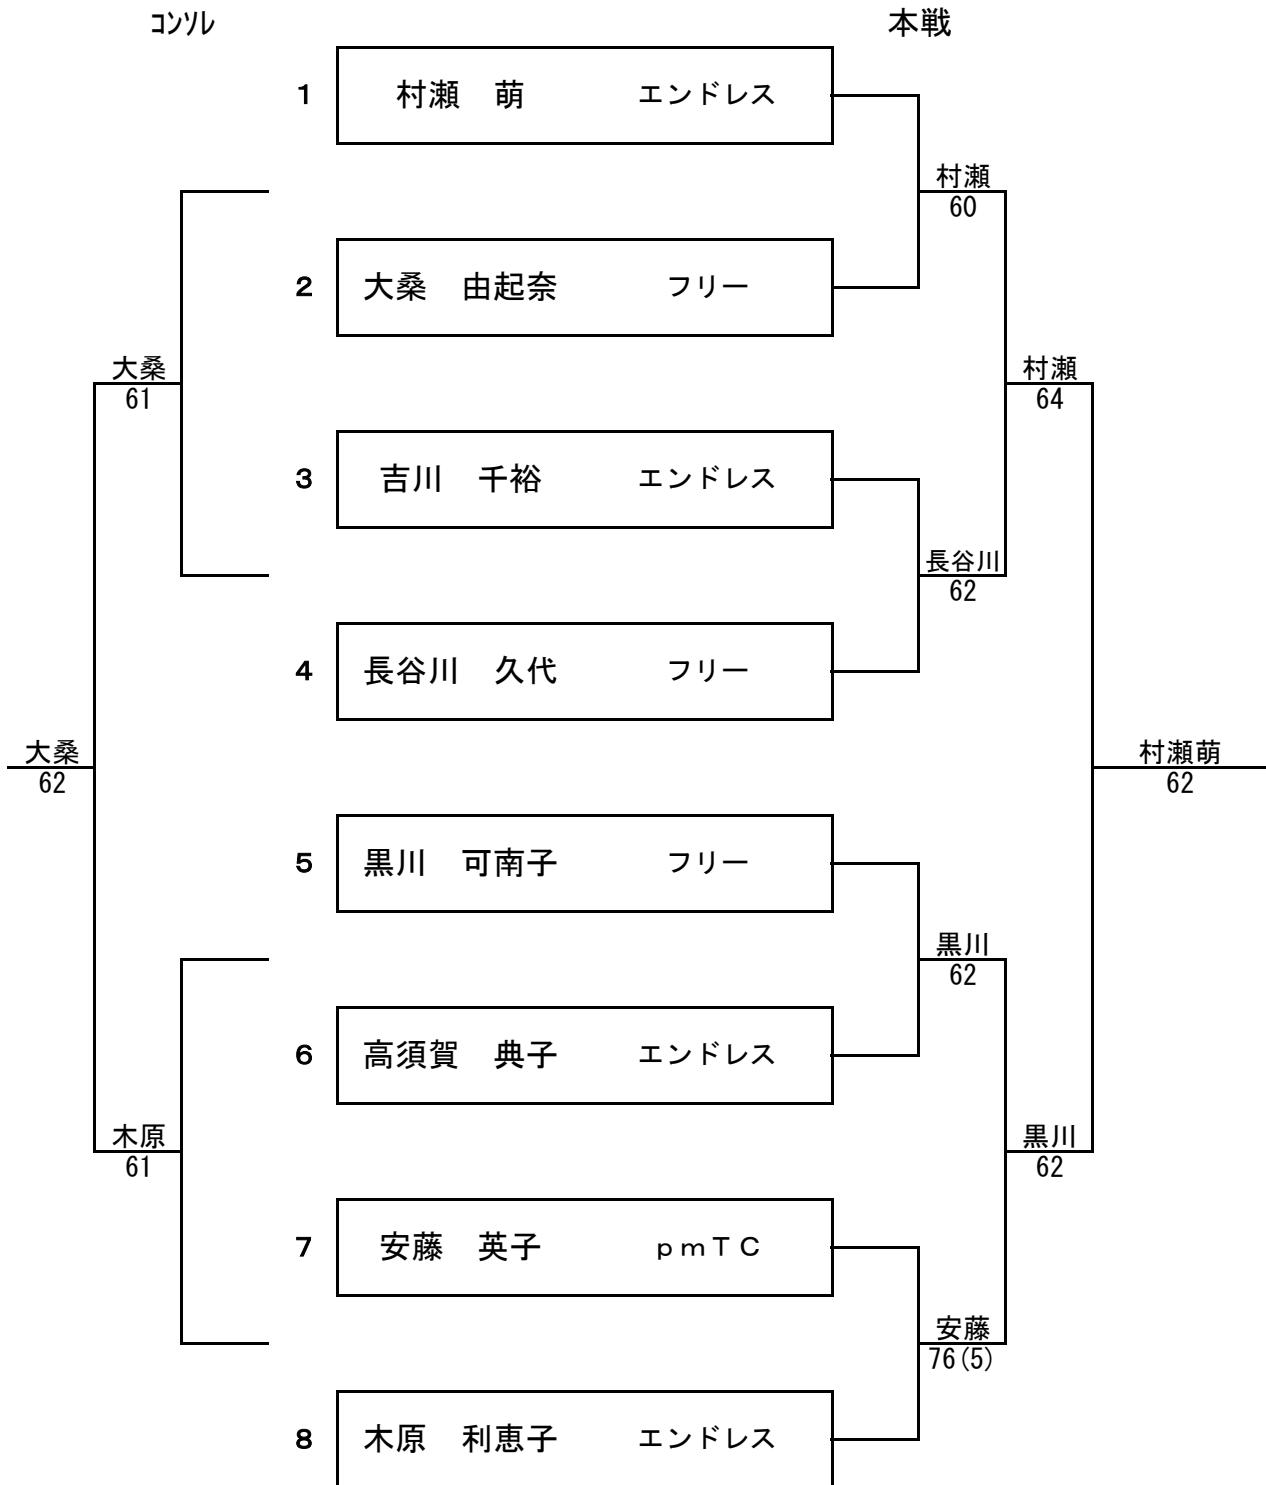 コンソレ 本戦
1 村瀬　萌 エンドレス
村瀬
60
2 大桑　由起奈 フリー
大桑 村瀬
61 64
3 吉川　千裕 エンドレス
長谷川
62
4 長谷川　久代 フリー
大桑 村瀬萌
62 62
5 黒川　可南子 フリー
黒川
62
6 高須賀　典子 エンドレス
木原 黒川
61 62
7 安藤　英子 ｐｍＴＣ
安藤
76(5)
8 木原　利恵子 エンドレス